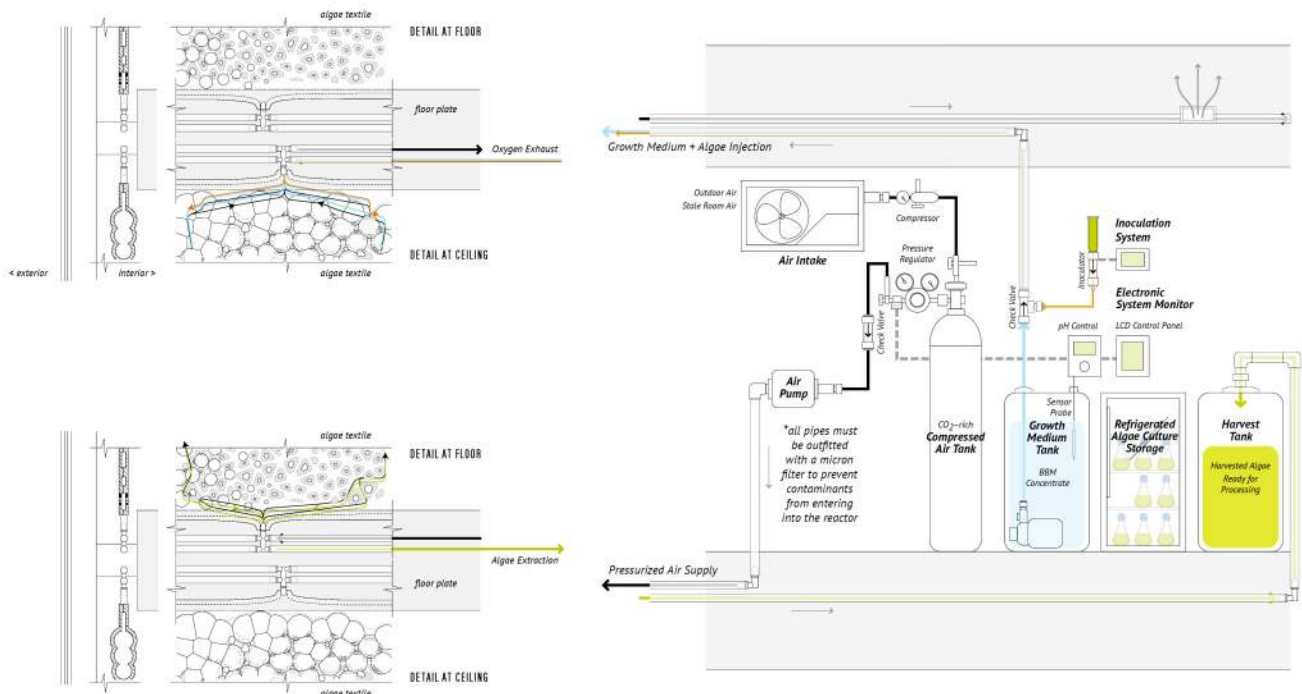 algae textile
DETAIL AT FLOOR
floor plate
Oxygen Exhaust
DETAIL AT CEILING
algae textile
< exterior
interior >
algae textile
DETAIL AT FLOOR
Algae Extraction
floor plate
DETAIL AT CEILING
algae textile
Growth Medium + Algae Injection
Outdoor Air
Stale Room Air
Air Intake
Compressor
Pressure
Regulator
Check Valve
Air
Pump
*all pipes must
be outfitted
with a micron
filter to prevent
contaminants
from entering
into the reactor
CO2-rich
Compressed
Air Tank
Check Valve
Inoculator
Inoculation
System
Electronic
System Monitor
pH Control
LCD Control Panel
Sensor
Probe
Growth
Medium
Tank
BBM
Concentrate
Refrigerated
Algae Culture
Storage
Harvest
Tank
Harvested Algae
Ready for
Processing
Pressurized Air Supply